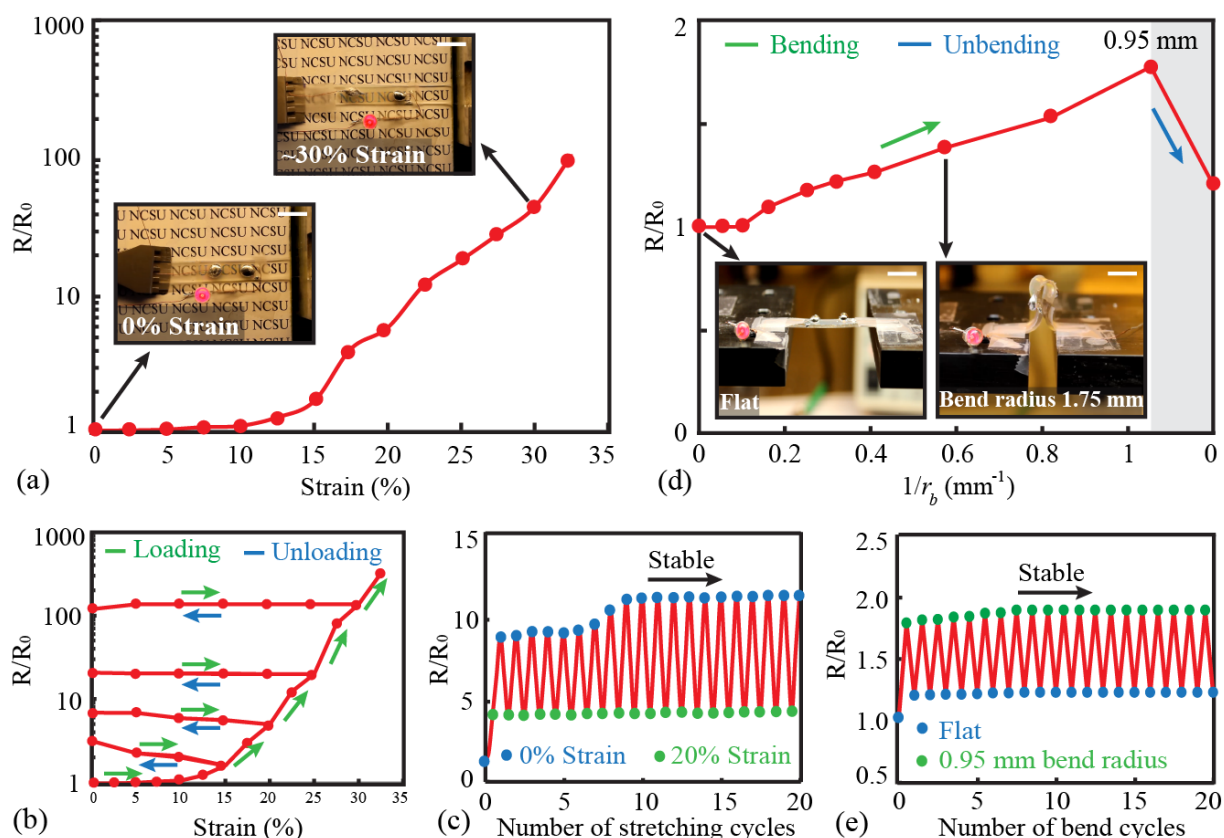 1000
100
10
1
R/R₀
0 5 10 15 20 25 30 35
Strain (%)
(a)
NCSU NCSU NCSU NCSU
~30% Strain
0% Strain
2
1
0
R/R₀
Bending
Unbending
0.95 mm
Flat
Bend radius 1.75 mm
0 0.2 0.4 0.6 0.8 1 0
1/r_b (mm⁻¹)
(d)
1000
100
10
1
R/R₀
Loading
Unloading
0 5 10 15 20 25 30 35
Strain (%)
(b)
15
10
5
0
R/R₀
Stable
0% Strain
20% Strain
0 5 10 15 20
Number of stretching cycles
(c)
2.5
2.0
1.5
1.0
0.5
R/R₀
Stable
Flat
0.95 mm bend radius
0 5 10 15 20
Number of bend cycles
(e)